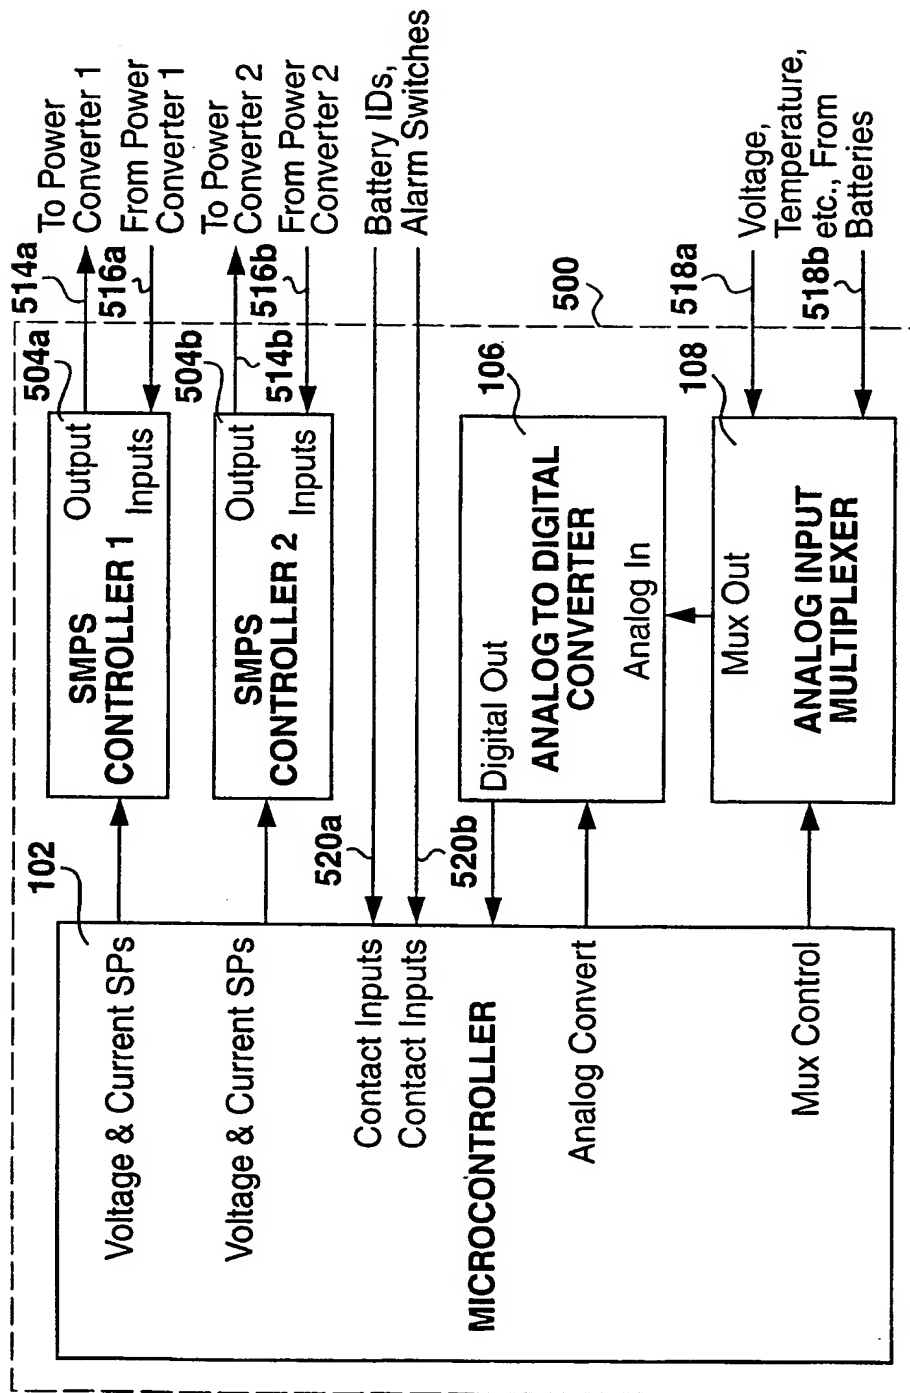 102
Voltage & Current SPs
Voltage & Current SPs
Contact Inputs
Contact Inputs
MICROCONTROLLER
Analog Convert
Mux Control
SMPS
CONTROLLER 1
Output
Inputs
504a
514a
To Power
Converter 1
516a
From Power
Converter 1
SMPS
CONTROLLER 2
Output
Inputs
504b
514b
To Power
Converter 2
516b
From Power
Converter 2
520a
520b
Battery IDs,
Alarm Switches
500
106
Digital Out
ANALOG TO DIGITAL
CONVERTER
Analog In
108
Mux Out
ANALOG INPUT
MULTIPLEXER
518a
518b
Voltage,
Temperature,
etc., From
Batteries